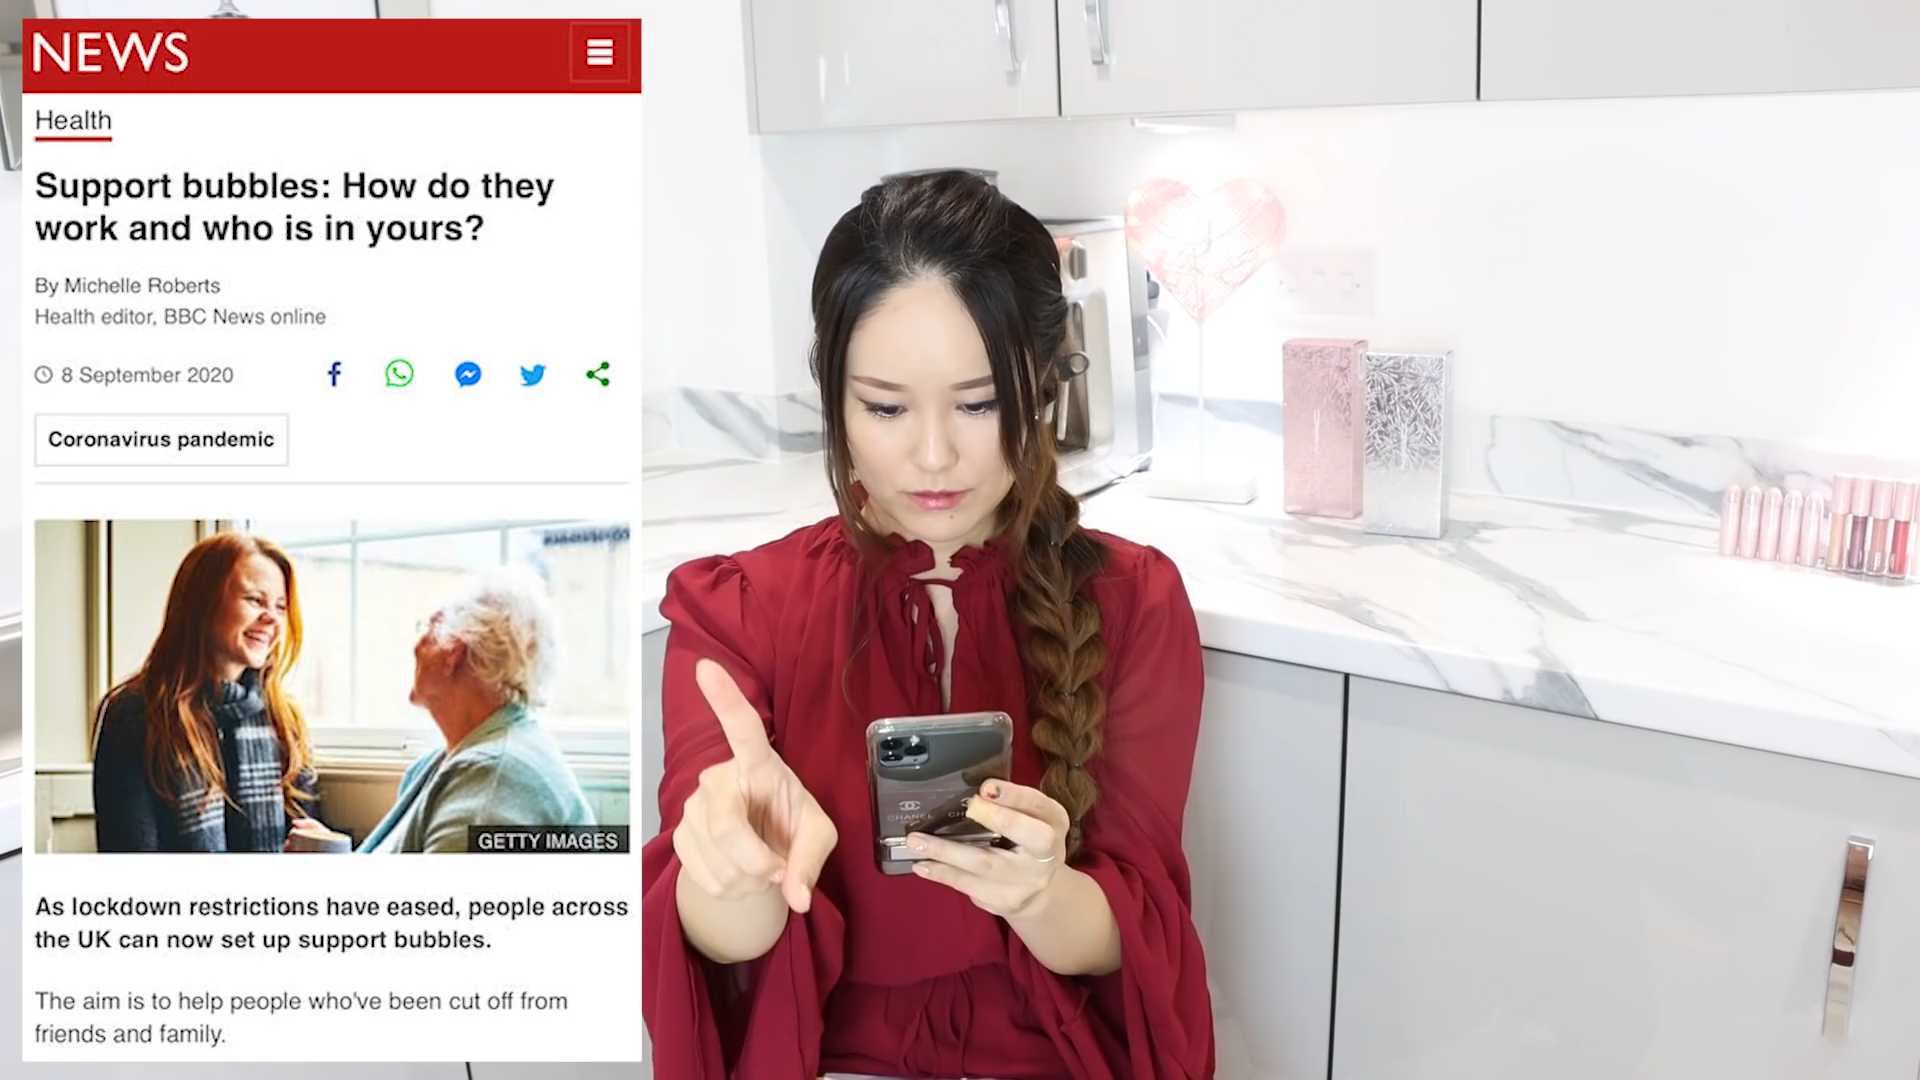 NEWS
Health
Support bubbles: How do they
work and who is in yours?
By Michelle Roberts
Health editor, BBC News online
8 September 2020
Coronavirus pandemic
GETTY IMAGES
As lockdown restrictions have eased, people across
the UK can now set up support bubbles.
The aim is to help people who've been cut off from
friends and family.
CHANEL